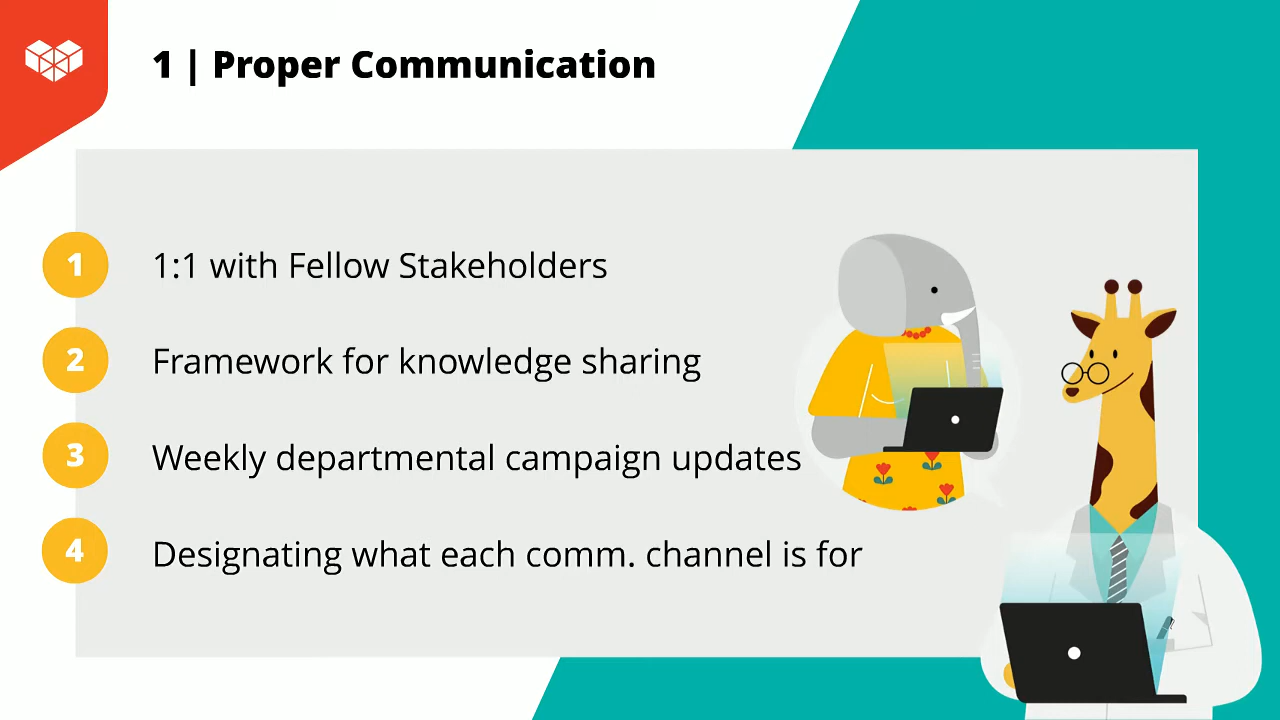 1 | Proper Communication
1 1:1 with Fellow Stakeholders
2 Framework for knowledge sharing
3 Weekly departmental campaign updates
4 Designating what each comm. channel is for